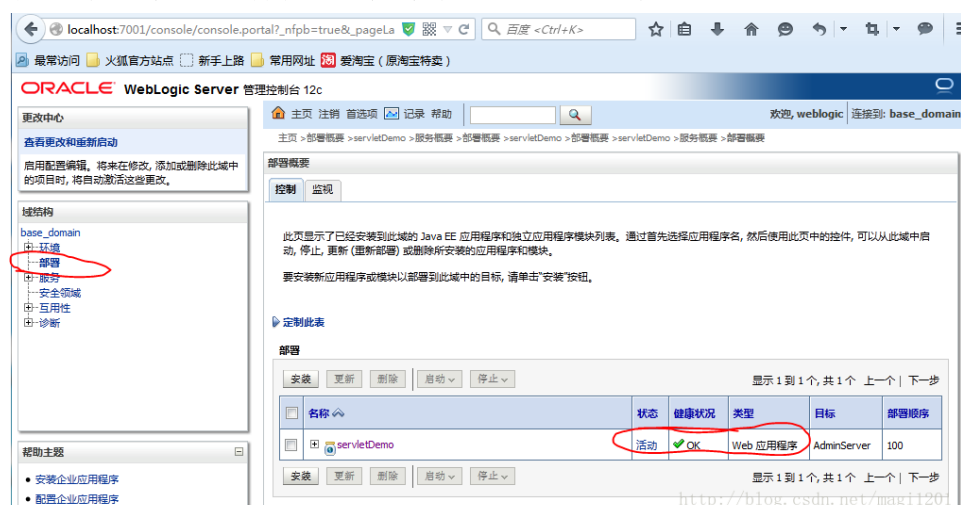 localhost:7001/console/console.portal?_nfpb=true&_pageLa
百度 <Ctrl+K>
最常访问 火狐官方站点 新手上路 常用网址 淘 爱淘宝（原淘宝特卖）
ORACLE WebLogic Server 管理控制台 12c
更改中心
查看更改和重新启动
启用配置编辑。将来在修改, 添加或删除此域中
的项目时, 将自动激活这些更改。
域结构
base_domain
环境
部署
服务
安全领域
互用性
诊断
帮助主题
安装企业应用程序
配置企业应用程序
主页 注销 首选项 记录 帮助
欢迎, weblogic 连接到: base_domain
主页 >部署概要 >servletDemo >服务概要 >部署概要 >servletDemo >部署概要 >servletDemo >服务概要 >部署概要
部署概要
控制 监视
此页显示了已经安装到此域的 Java EE 应用程序和独立应用程序模块列表。通过首先选择应用程序名, 然后使用此页中的控件, 可以从此域中启
动, 停止, 更新 (重新部署) 或删除所安装的应用程序和模块。
要安装新应用程序或模块以部署到此域中的目标, 请单击"安装"按钮。
定制此表
部署
安装 更新 删除 启动 停止 显示 1 到 1 个, 共 1 个 上一个 | 下一步
名称 状态 健康状况 类型 目标 部署顺序
servletDemo 活动 OK Web 应用程序 AdminServer 100
安装 更新 删除 启动 停止 显示 1 到 1 个, 共 1 个 上一个 | 下一步
http://blog.csdn.net/magi1201